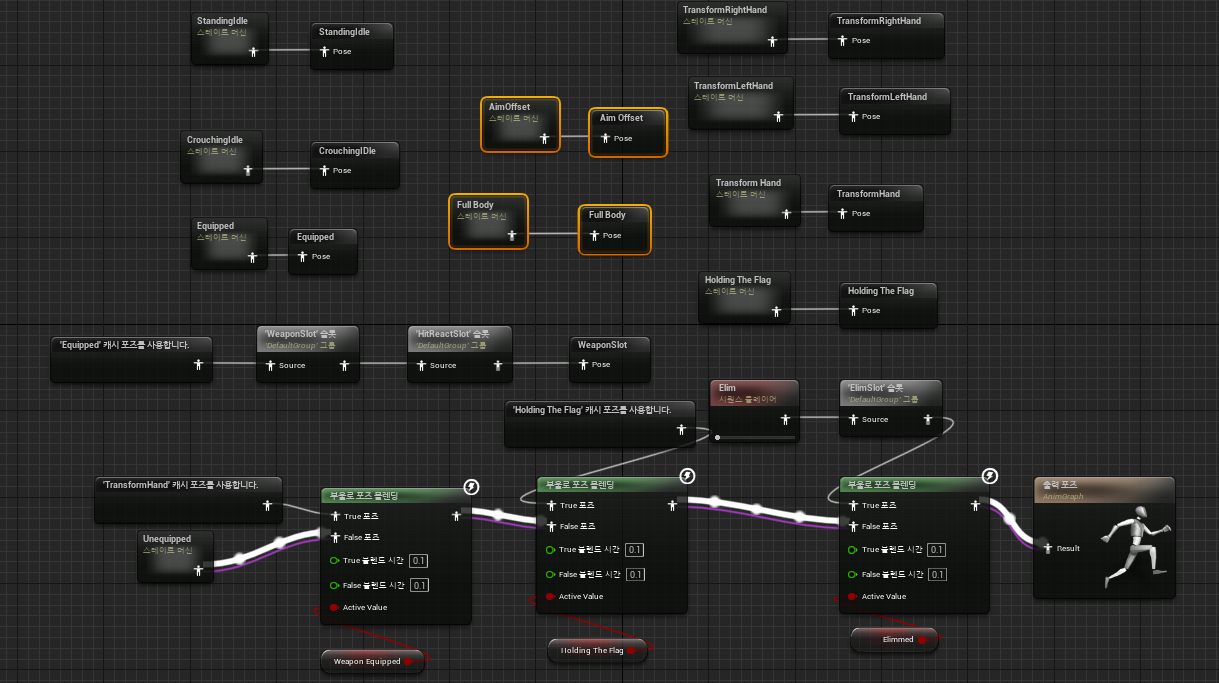 StandingIdle
스테이트 머신
StandingIdle
Pose
TransformRightHand
스테이트 머신
TransformRightHand
Pose
TransformLeftHand
스테이트 머신
TransformLeftHand
Pose
AimOffset
스테이트 머신
Aim Offset
Pose
CrouchingIdle
스테이트 머신
CrouchingIDle
Pose
Transform Hand
스테이트 머신
TransformHand
Pose
Full Body
스테이트 머신
Full Body
Pose
Equipped
스테이트 머신
Equipped
Pose
Holding The Flag
스테이트 머신
Holding The Flag
Pose
'Equipped' 캐시 포즈를 사용합니다.
'WeaponSlot' 슬롯
'DefaultGroup' 그룹
Source
'HitReactSlot' 슬롯
'DefaultGroup' 그룹
Source
WeaponSlot
Pose
'Holding The Flag' 캐시 포즈를 사용합니다.
Elim
시퀀스 플레이어
'ElimSlot' 슬롯
'DefaultGroup' 그룹
Source
'TransformHand' 캐시 포즈를 사용합니다.
Unequipped
스테이트 머신
부울로 포즈 블렌딩
True 포즈
False 포즈
True 블렌드 시간 0.1
False 블렌드 시간 0.1
Active Value
Weapon Equipped
부울로 포즈 블렌딩
True 포즈
False 포즈
True 블렌드 시간 0.1
False 블렌드 시간 0.1
Active Value
Holding The Flag
부울로 포즈 블렌딩
True 포즈
False 포즈
True 블렌드 시간 0.1
False 블렌드 시간 0.1
Active Value
Elimmed
출력 포즈
AnimGraph
Result